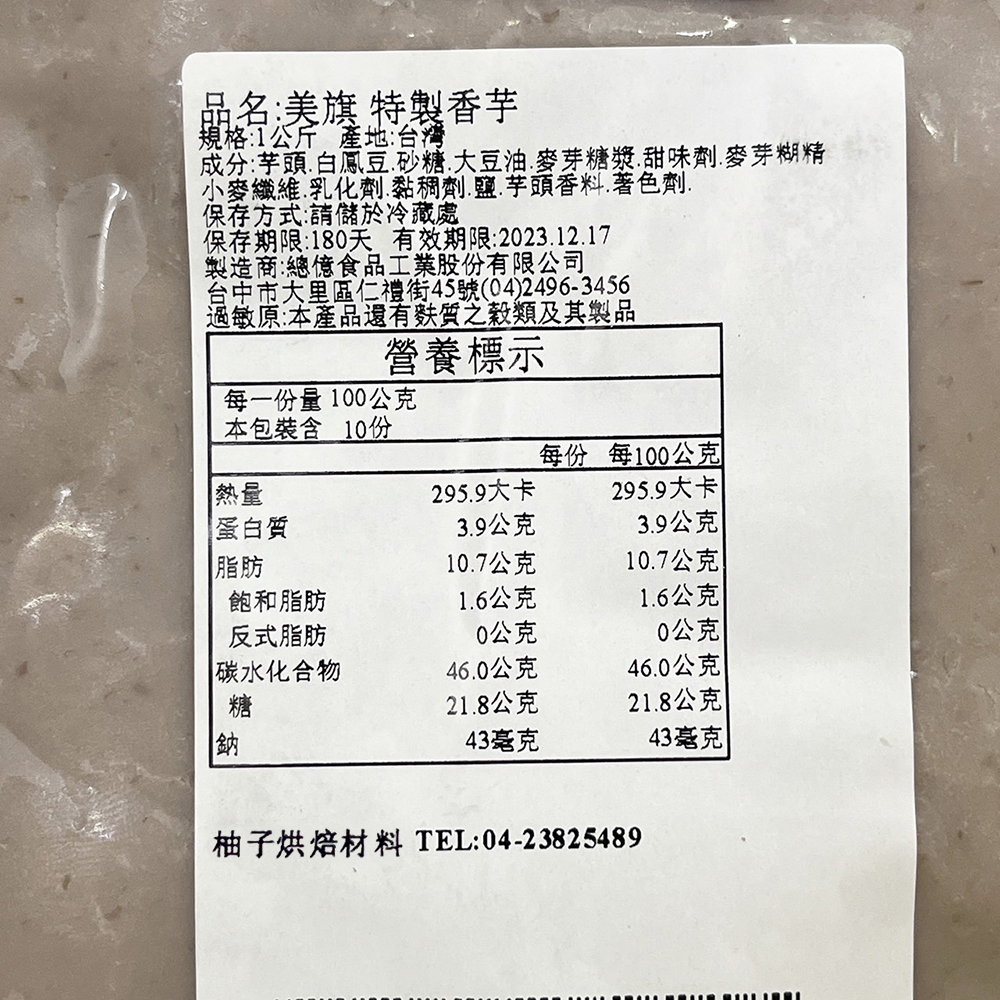 品名:美旗 特製香芋
規格:1公斤 產地:台灣
成分:芋頭.白鳳豆.砂糖.大豆油.麥芽糖漿.甜味劑.麥芽糊精
小麥纖維.乳化劑.黏稠劑.鹽.芋頭香料.著色劑.
保存方式:請儲於冷藏處
保存期限:180天 有效期限:2023.12.17
製造商:總億食品工業股份有限公司
台中市大里區仁禮街45號(04)2496-3456
過敏原:本產品還有麩質之穀類及其製品
營養標示
每一份量 100公克
本包裝含 10份
每份 每100公克
熱量 295.9大卡 295.9大卡
蛋白質 3.9公克 3.9公克
脂肪 10.7公克 10.7公克
飽和脂肪 1.6公克 1.6公克
反式脂肪 0公克 0公克
碳水化合物 46.0公克 46.0公克
糖 21.8公克 21.8公克
鈉 43毫克 43毫克
柚子烘焙材料 TEL:04-23825489